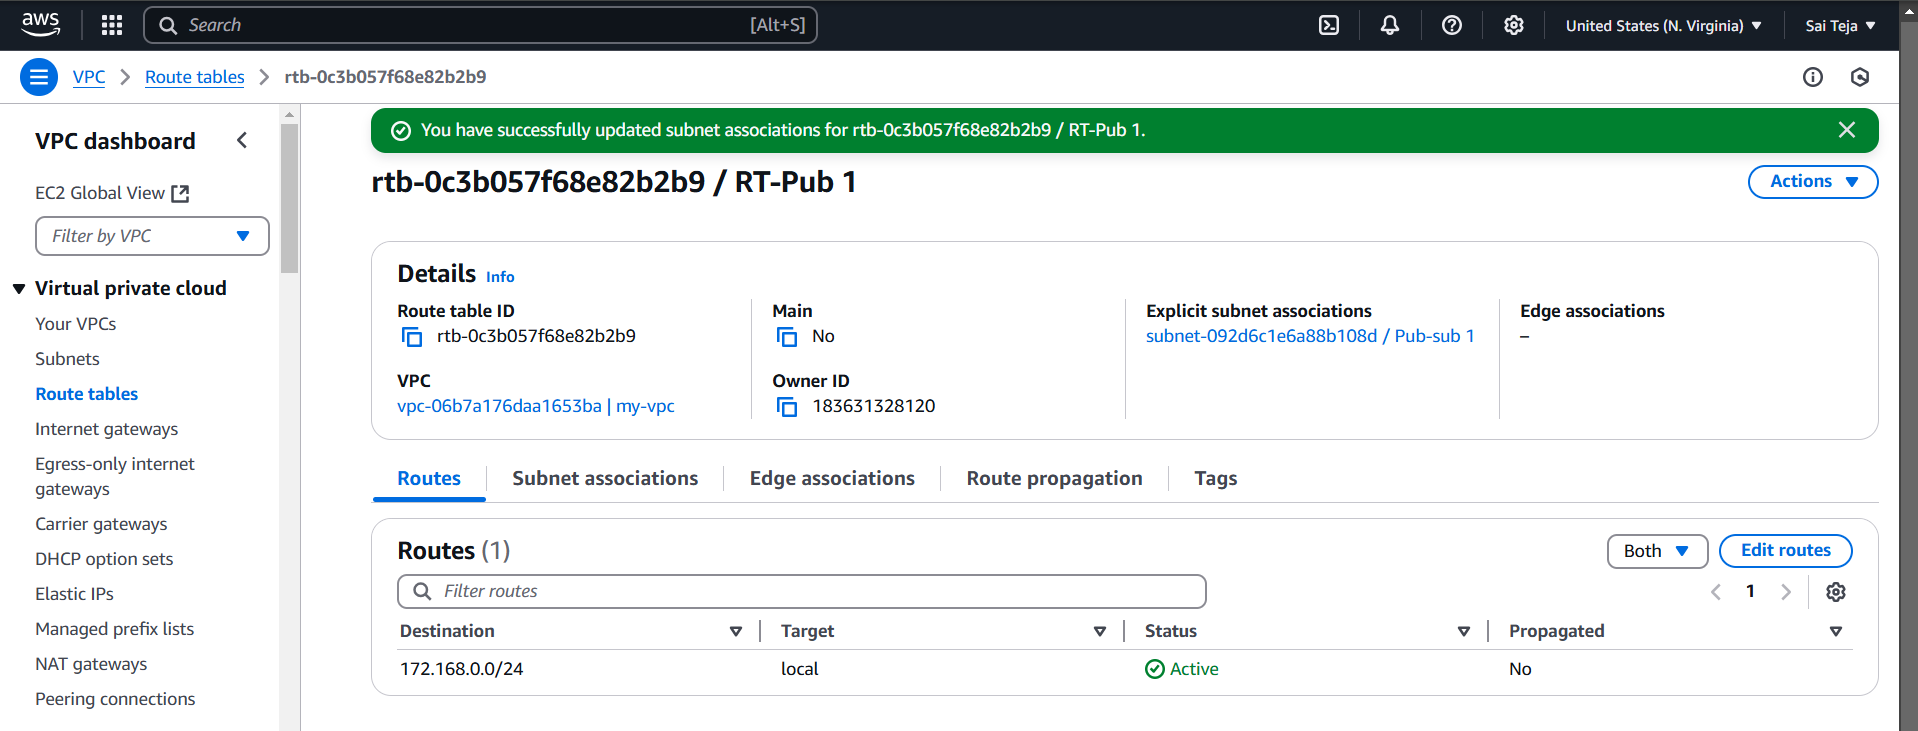 aws
Search [Alt+S]
United States (N. Virginia)
Sai Teja
VPC
Route tables
rtb-0c3b057f68e82b2b9
VPC dashboard
EC2 Global View
Filter by VPC
Virtual private cloud
Your VPCs
Subnets
Route tables
Internet gateways
Egress-only internet
gateways
Carrier gateways
DHCP option sets
Elastic IPs
Managed prefix lists
NAT gateways
Peering connections
You have successfully updated subnet associations for rtb-0c3b057f68e82b2b9 / RT-Pub 1.
rtb-0c3b057f68e82b2b9 / RT-Pub 1
Actions
Details Info
Route table ID
rtb-0c3b057f68e82b2b9
Main
No
Explicit subnet associations
subnet-092d6c1e6a88b108d / Pub-sub 1
Edge associations
–
VPC
vpc-06b7a176daa1653ba | my-vpc
Owner ID
183631328120
Routes
Subnet associations
Edge associations
Route propagation
Tags
Routes (1)
Both
Edit routes
Filter routes
1
Destination Target Status Propagated
172.168.0.0/24 local Active No